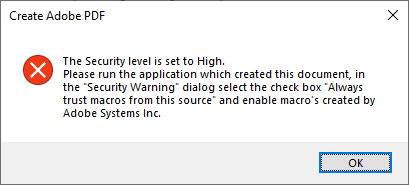 Create Adobe PDF
The Security level is set to High.
Please run the application which created this document, in
the "Security Warning" dialog select the check box "Always
trust macros from this source" and enable macro's created by
Adobe Systems Inc.
OK